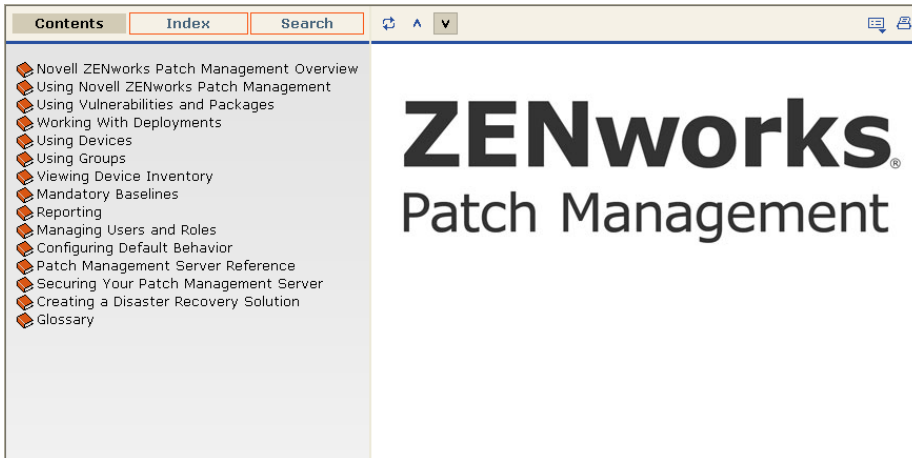 Contents Index Search
Novell ZENworks Patch Management Overview
Using Novell ZENworks Patch Management
Using Vulnerabilities and Packages
Working With Deployments
Using Devices
Using Groups
Viewing Device Inventory
Mandatory Baselines
Reporting
Managing Users and Roles
Configuring Default Behavior
Patch Management Server Reference
Securing Your Patch Management Server
Creating a Disaster Recovery Solution
Glossary
ZENworks®
Patch Management